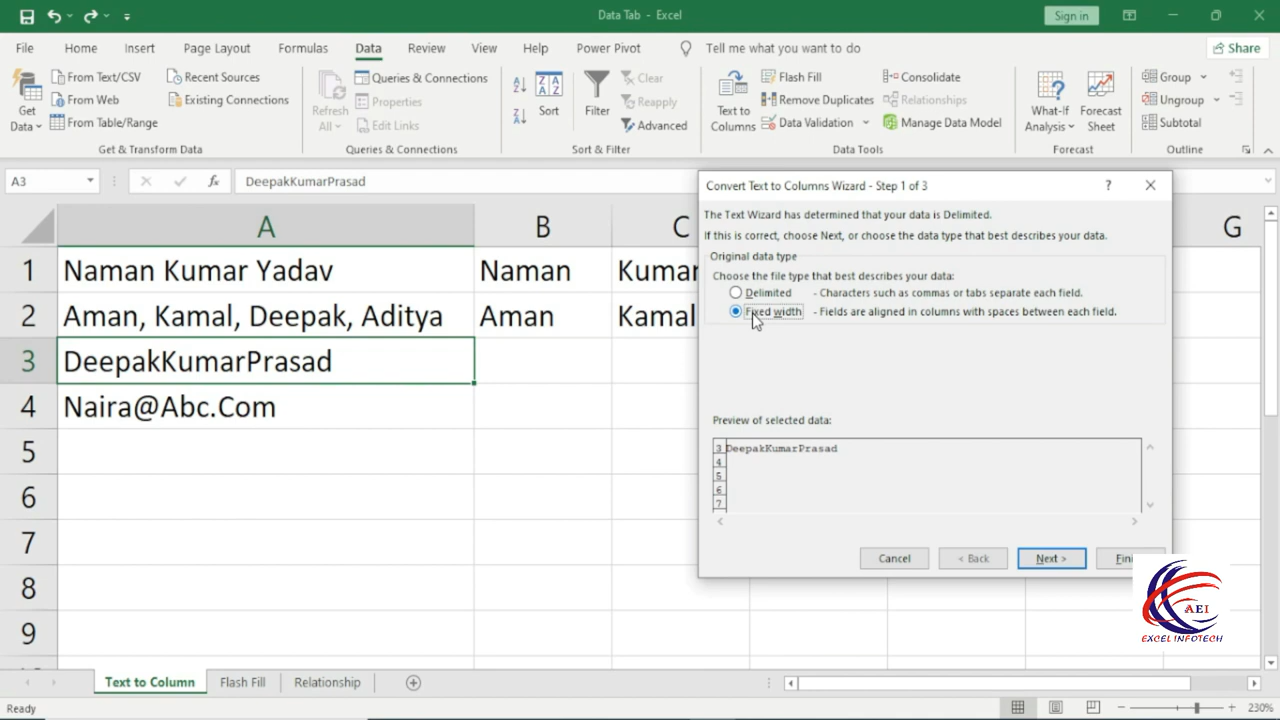 Data Tab - Excel
Sign in
File Home Insert Page Layout Formulas Data Review View Help Power Pivot Tell me what you want to do Share
Get Data
From Text/CSV
From Web
From Table/Range
Recent Sources
Existing Connections
Get & Transform Data
Refresh All
Queries & Connections
Properties
Edit Links
Queries & Connections
Sort
Filter
Clear
Reapply
Advanced
Sort & Filter
Text to Columns
Flash Fill
Remove Duplicates
Data Validation
Consolidate
Relationships
Manage Data Model
Data Tools
What-If Analysis
Forecast Sheet
Forecast
Group
Ungroup
Subtotal
Outline
A3 fx DeepakKumarPrasad
A B C G
1 Naman Kumar Yadav Naman Kumar
2 Aman, Kamal, Deepak, Aditya Aman Kamal
3 DeepakKumarPrasad
4 Naira@Abc.Com
5
6
7
8
9
Convert Text to Columns Wizard - Step 1 of 3 ?
The Text Wizard has determined that your data is Delimited.
If this is correct, choose Next, or choose the data type that best describes your data.
Original data type
Choose the file type that best describes your data:
Delimited - Characters such as commas or tabs separate each field.
Fixed width - Fields are aligned in columns with spaces between each field.
Preview of selected data:
3 DeepakKumarPrasad
4
5
6
7
Cancel < Back Next > Fini
AEI
EXCEL INFOTECH
Text to Column Flash Fill Relationship
Ready 230%